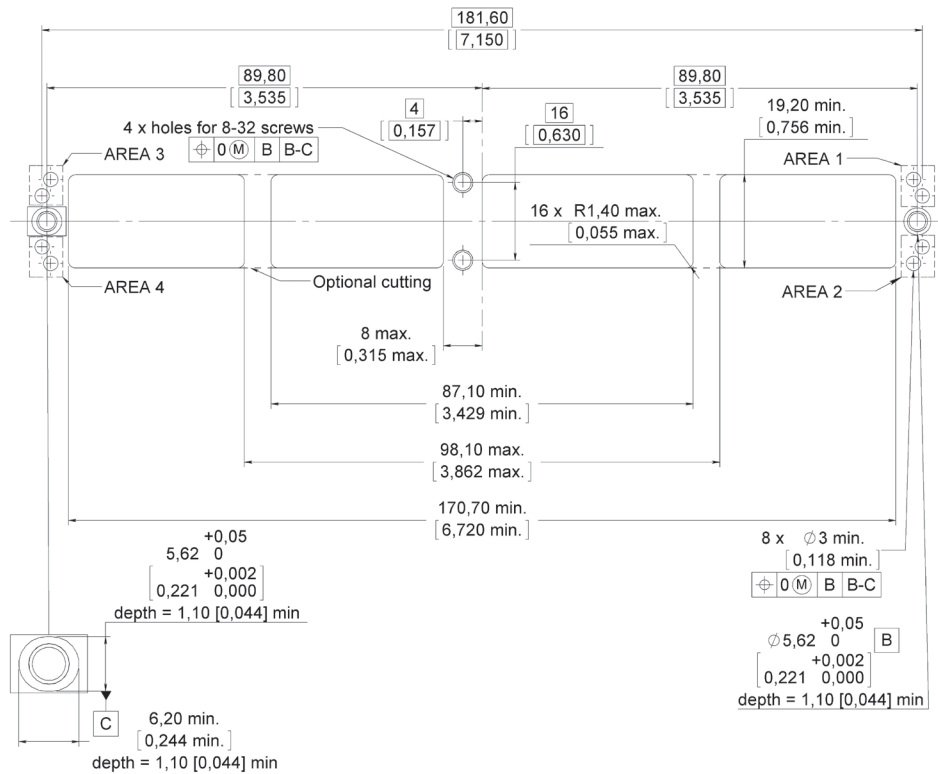 181,60
[7,150]
89,80
[3,535]
89,80
[3,535]
4
[0,157]
16
[0,630]
19,20 min.
[0,756 min.]
4 x holes for 8-32 screws
⌖ 0 Ⓜ B B-C
AREA 3
AREA 1
16 x R1,40 max.
[0,055 max.]
AREA 4
Optional cutting
AREA 2
8 max.
[0,315 max.]
87,10 min.
[3,429 min.]
98,10 max.
[3,862 max.]
170,70 min.
[6,720 min.]
+0,05
5,62 0
+0,002
[0,221 0,000]
depth = 1,10 [0,044] min
8 x ∅3 min.
[0,118 min.]
⌖ 0 Ⓜ B B-C
+0,05
∅5,62 0 B
+0,002
[0,221 0,000]
depth = 1,10 [0,044] min
C
6,20 min.
[0,244 min.]
depth = 1,10 [0,044] min